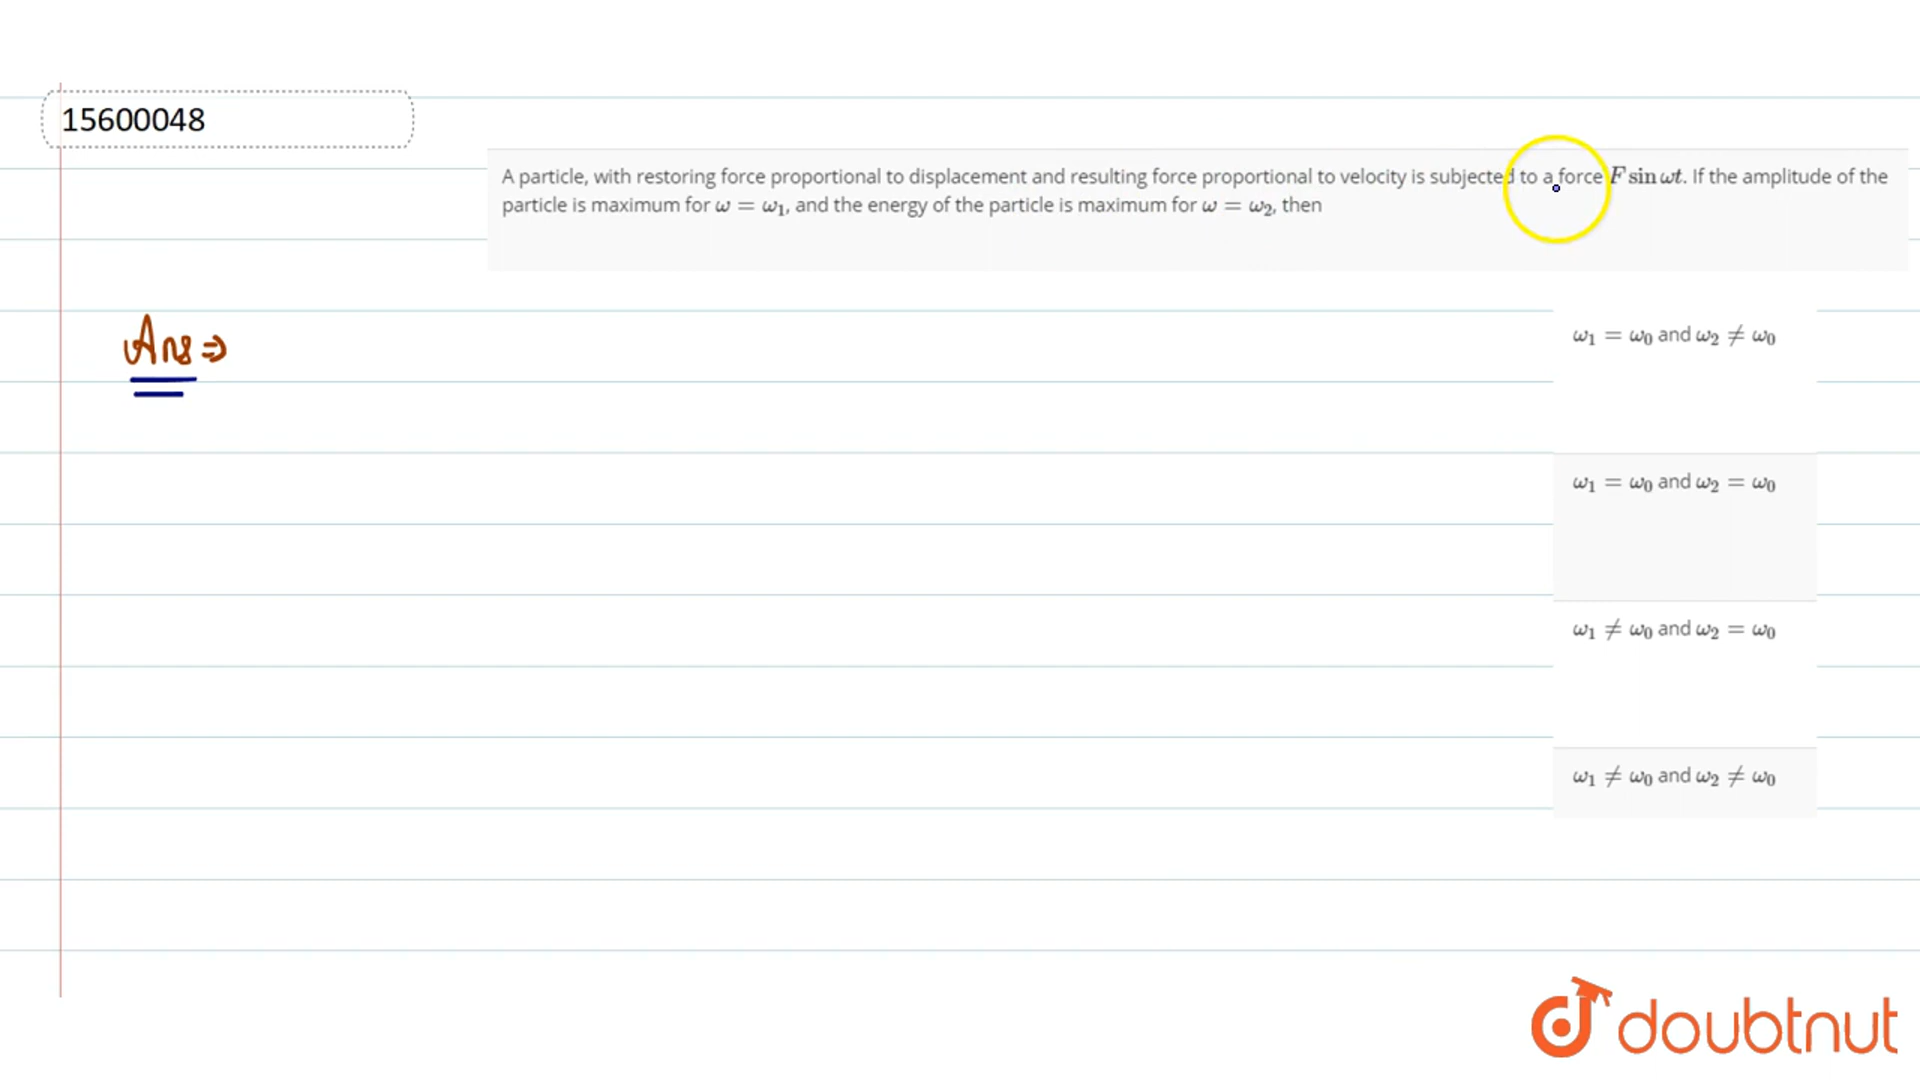 15600048
A particle, with restoring force proportional to displacement and resulting force proportional to velocity is subjected to a force F sin ωt. If the amplitude of the
particle is maximum for ω = ω₁, and the energy of the particle is maximum for ω = ω₂, then
Ans ⇒
ω₁ = ω₀ and ω₂ ≠ ω₀
ω₁ = ω₀ and ω₂ = ω₀
ω₁ ≠ ω₀ and ω₂ = ω₀
ω₁ ≠ ω₀ and ω₂ ≠ ω₀
doubtnut